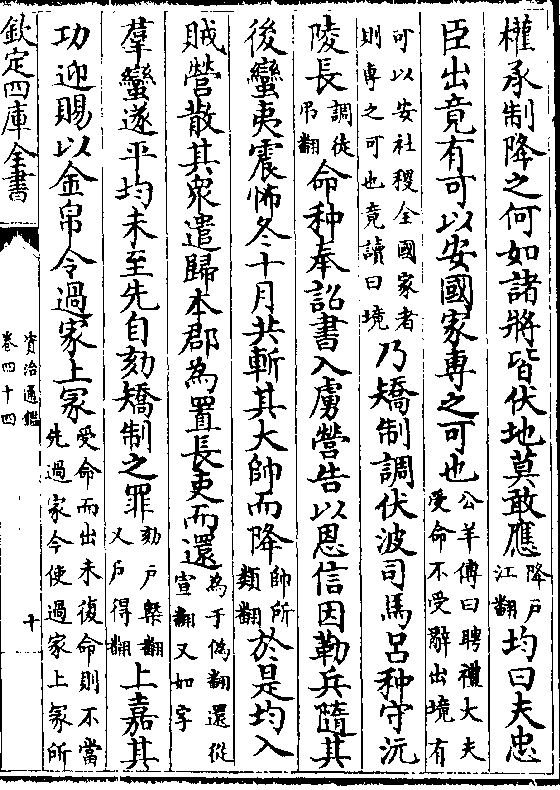 權承制降之何如諸將皆伏地莫敢應降戶江翻均曰夫忠
臣出竟有可以安國家專之可也公羊傳曰聘禮大夫受命不受辭出境有
可以安社稷全國家者則專之可也竟讀曰境乃矯制調伏波司馬呂种守沅
陵長調徒弔翻命种奉詔書入虜營告以恩信因勒兵隨其
後蠻夷震怖冬十月共斬其大帥而降帥所類翻於是均入
賊營散其衆遣歸本郡為置長吏而還為于偽翻還從宣翻又如字
羣蠻遂平均未至先自劾矯制之罪劾戶槩翻又戶得翻上嘉其
功迎賜以金帛令過家上冢受命而出未復命則不當先過家今使過家上冢所
欽定四庫全書
資治通鑑
卷四十四
十